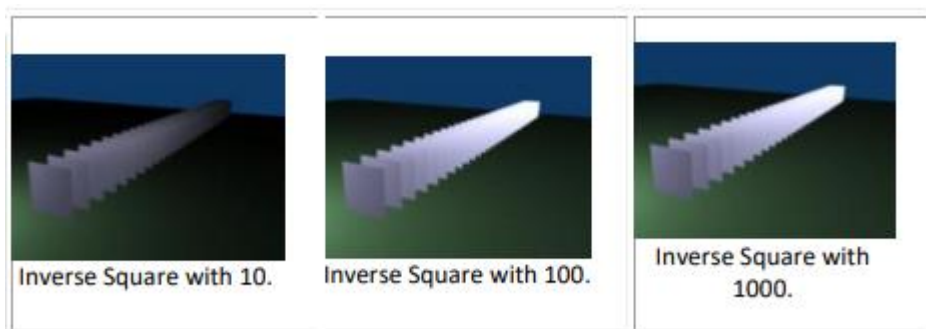 Inverse Square with 10.
Inverse Square with 100.
Inverse Square with
1000.